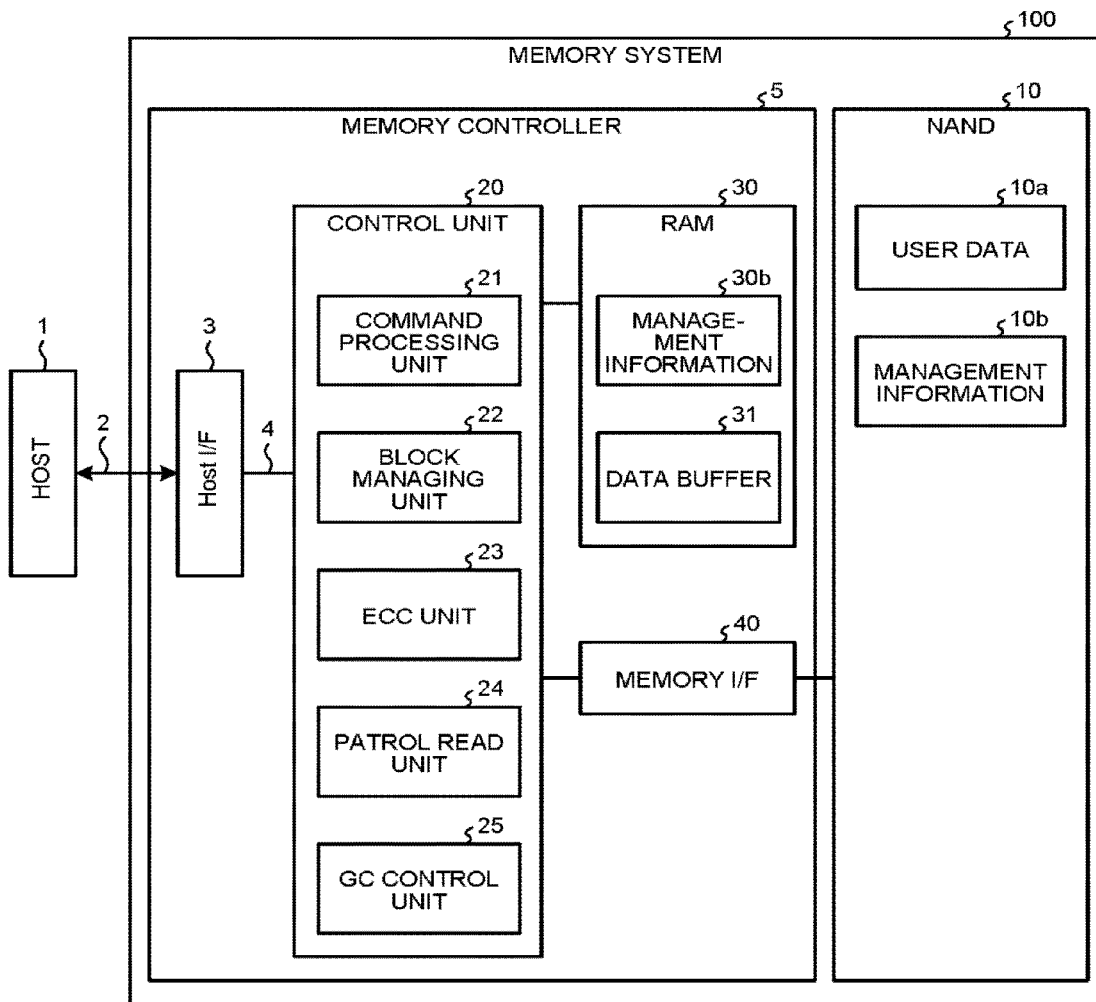 100
MEMORY SYSTEM
5
MEMORY CONTROLLER
10
NAND
20
CONTROL UNIT
30
RAM
10a
USER DATA
21
COMMAND
PROCESSING
UNIT
30b
MANAGE-
MENT
INFORMATION
10b
MANAGEMENT
INFORMATION
1
HOST
2
3
Host I/F
4
22
BLOCK
MANAGING
UNIT
31
DATA BUFFER
23
ECC UNIT
40
MEMORY I/F
24
PATROL READ
UNIT
25
GC CONTROL
UNIT